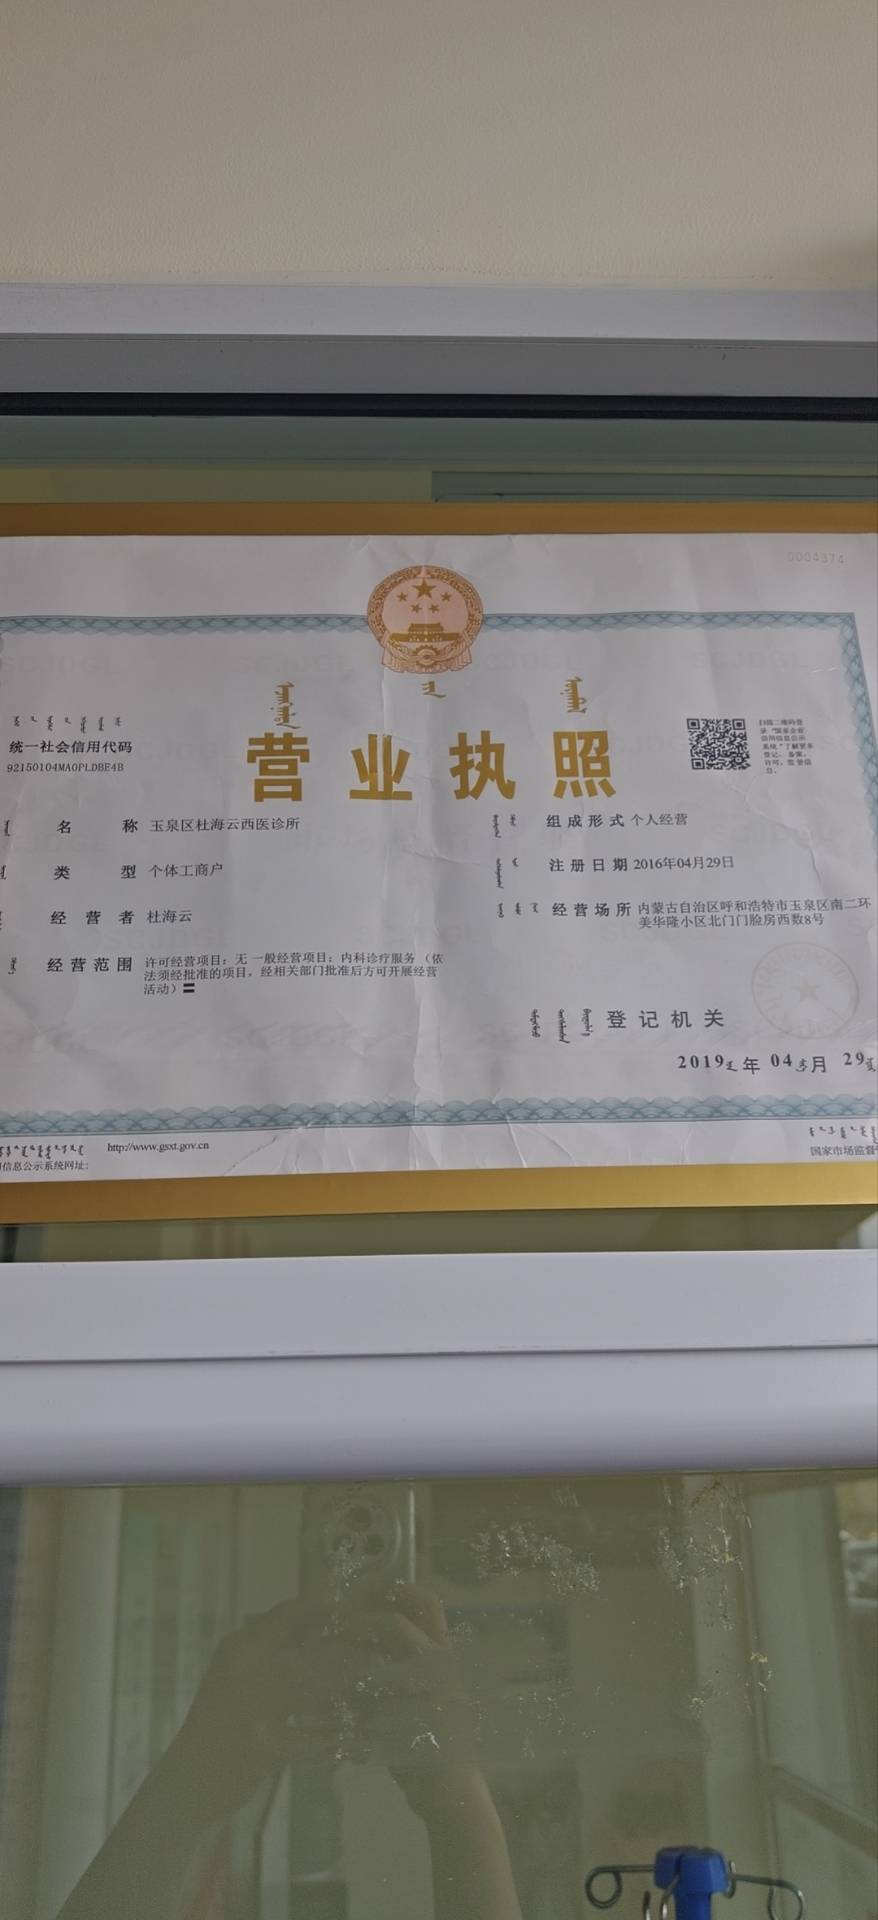 0004374
统一社会信用代码
92150104MA0PLDBE4B
营业执照
扫描二维码登
录“国家企业
信用信息公示
系统”了解更多
登记、备案、
许可、监管信
息。
名 称 玉泉区杜海云西医诊所
类 型 个体工商户
经营者 杜海云
经营范围 许可经营项目：无 一般经营项目：内科诊疗服务（依
法须经批准的项目，经相关部门批准后方可开展经营
活动）〓
组成形式 个人经营
注册日期 2016年04月29日
经营场所 内蒙古自治区呼和浩特市玉泉区南二环
美华隆小区北门门脸房西数8号
登记机关
2019年 04月 29
http://www.gsxt.gov.cn
信息公示系统网址:
国家市场监督